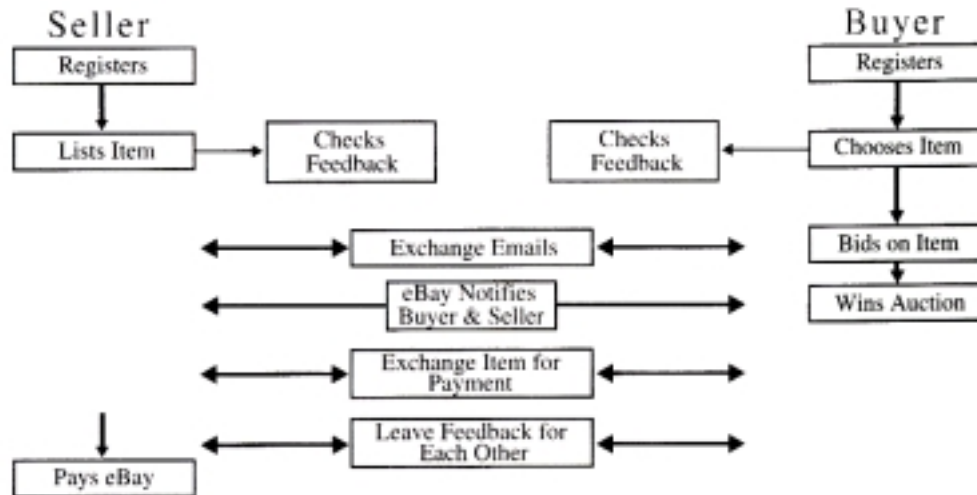 Seller
Buyer
Registers
Registers
Lists Item
Checks
Feedback
Checks
Feedback
Chooses Item
Exchange Emails
Bids on Item
eBay Notifies
Buyer & Seller
Wins Auction
Exchange Item for
Payment
Leave Feedback for
Each Other
Pays eBay